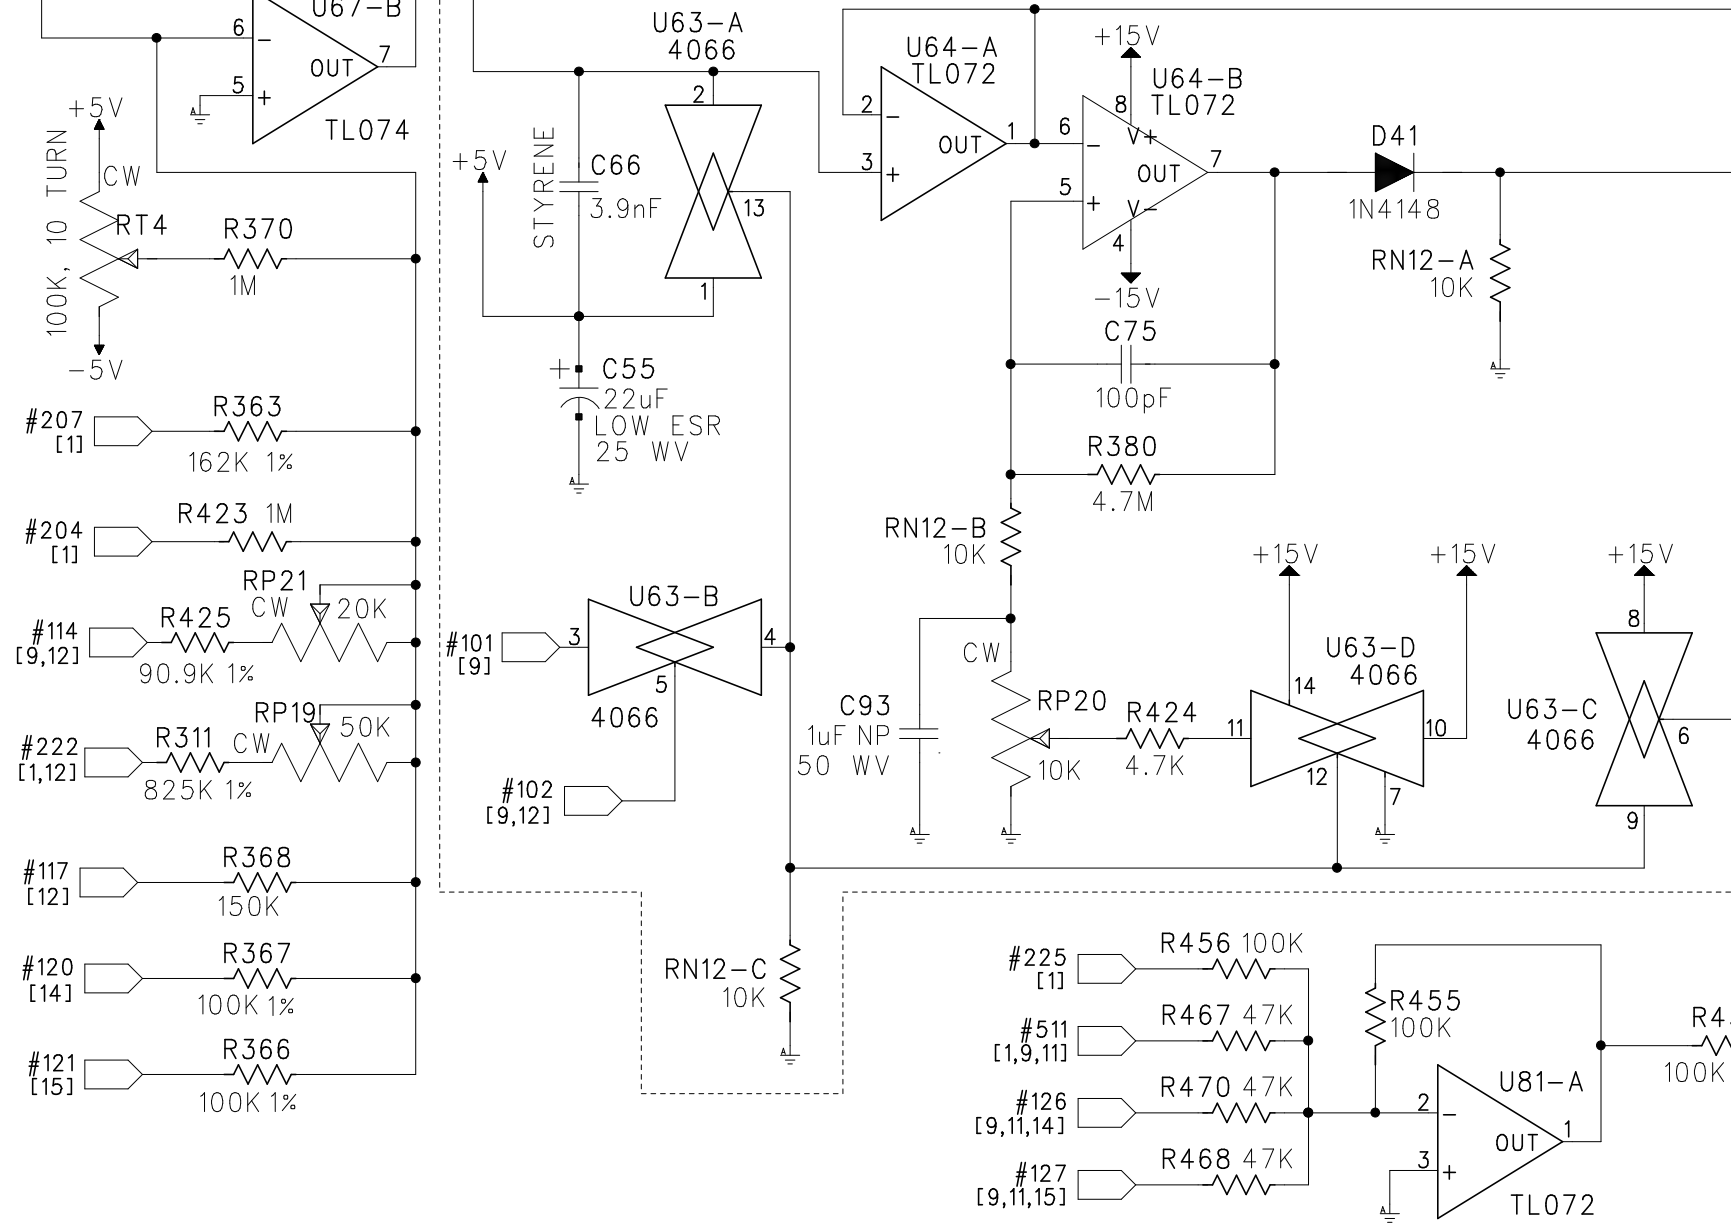 U67-B
6
7
OUT
5
TL074
A
+5V
CW
100K, 10 TURN
RT4
-5V
R370
1M
#207
[1]
R363
162K 1%
#204
[1]
R423 1M
RP21
CW
20K
#114
[9,12]
R425
90.9K 1%
RP19
CW
50K
#222
[1,12]
R311
825K 1%
#117
[12]
R368
150K
#120
[14]
R367
100K 1%
#121
[15]
R366
100K 1%
U63-A
4066
2
13
1
+5V
STYRENE
C66
3.9nF
C55
22uF
LOW ESR
25 WV
A
U63-B
#101
[9]
3
4
5
4066
#102
[9,12]
RN12-C
10K
A
U64-A
TL072
2
3
OUT
1
+15V
U64-B
TL072
8
V+
6
5
OUT
7
V-
4
-15V
C75
100pF
R380
4.7M
D41
1N4148
RN12-A
10K
A
RN12-B
10K
CW
C93
1uF NP
50 WV
A
RP20
10K
A
R424
4.7K
+15V
+15V
U63-D
4066
14
11
10
12
7
A
+15V
8
U63-C
4066
6
9
#225
[1]
R456 100K
#511
[1,9,11]
R467 47K
#126
[9,11,14]
R470 47K
#127
[9,11,15]
R468 47K
R455
100K
U81-A
2
3
OUT
1
TL072
A
100K